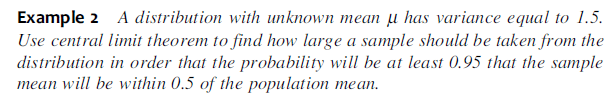 Example 2 A distribution with unknown mean μ has variance equal to 1.5.
Use central limit theorem to find how large a sample should be taken from the
distribution in order that the probability will be at least 0.95 that the sample
mean will be within 0.5 of the population mean.